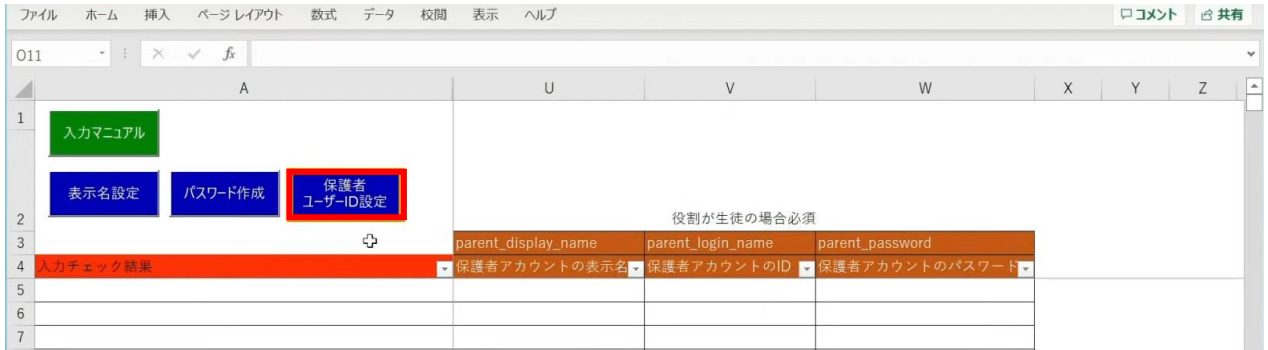 ファイル ホーム 挿入 ページ レイアウト 数式 データ 校閲 表示 ヘルプ コメント 共有
O11 fx
A U V W X Y Z
1
入力マニュアル
表示名設定 パスワード作成 保護者
ユーザーID設定
2 役割が生徒の場合必須
3 parent_display_name parent_login_name parent_password
4 入力チェック結果 保護者アカウントの表示名 保護者アカウントのID 保護者アカウントのパスワード
5
6
7